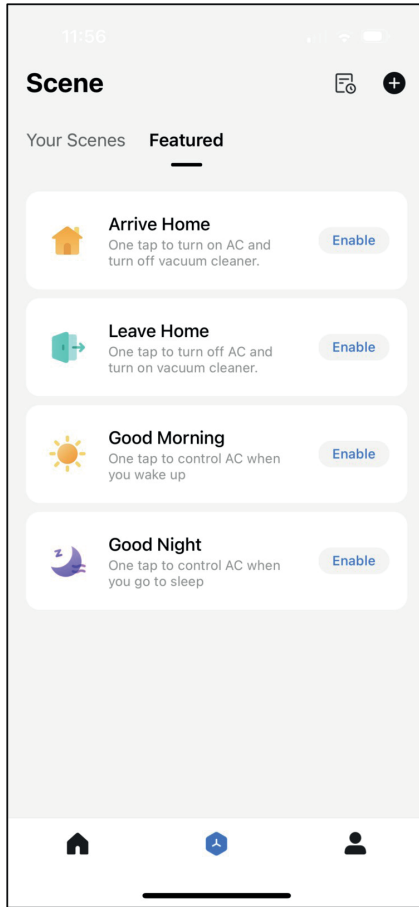 11:56
Scene
Your Scenes Featured
Arrive Home
One tap to turn on AC and
turn off vacuum cleaner.
Enable
Leave Home
One tap to turn off AC and
turn on vacuum cleaner.
Enable
Good Morning
One tap to control AC when
you wake up
Enable
Good Night
One tap to control AC when
you go to sleep
Enable